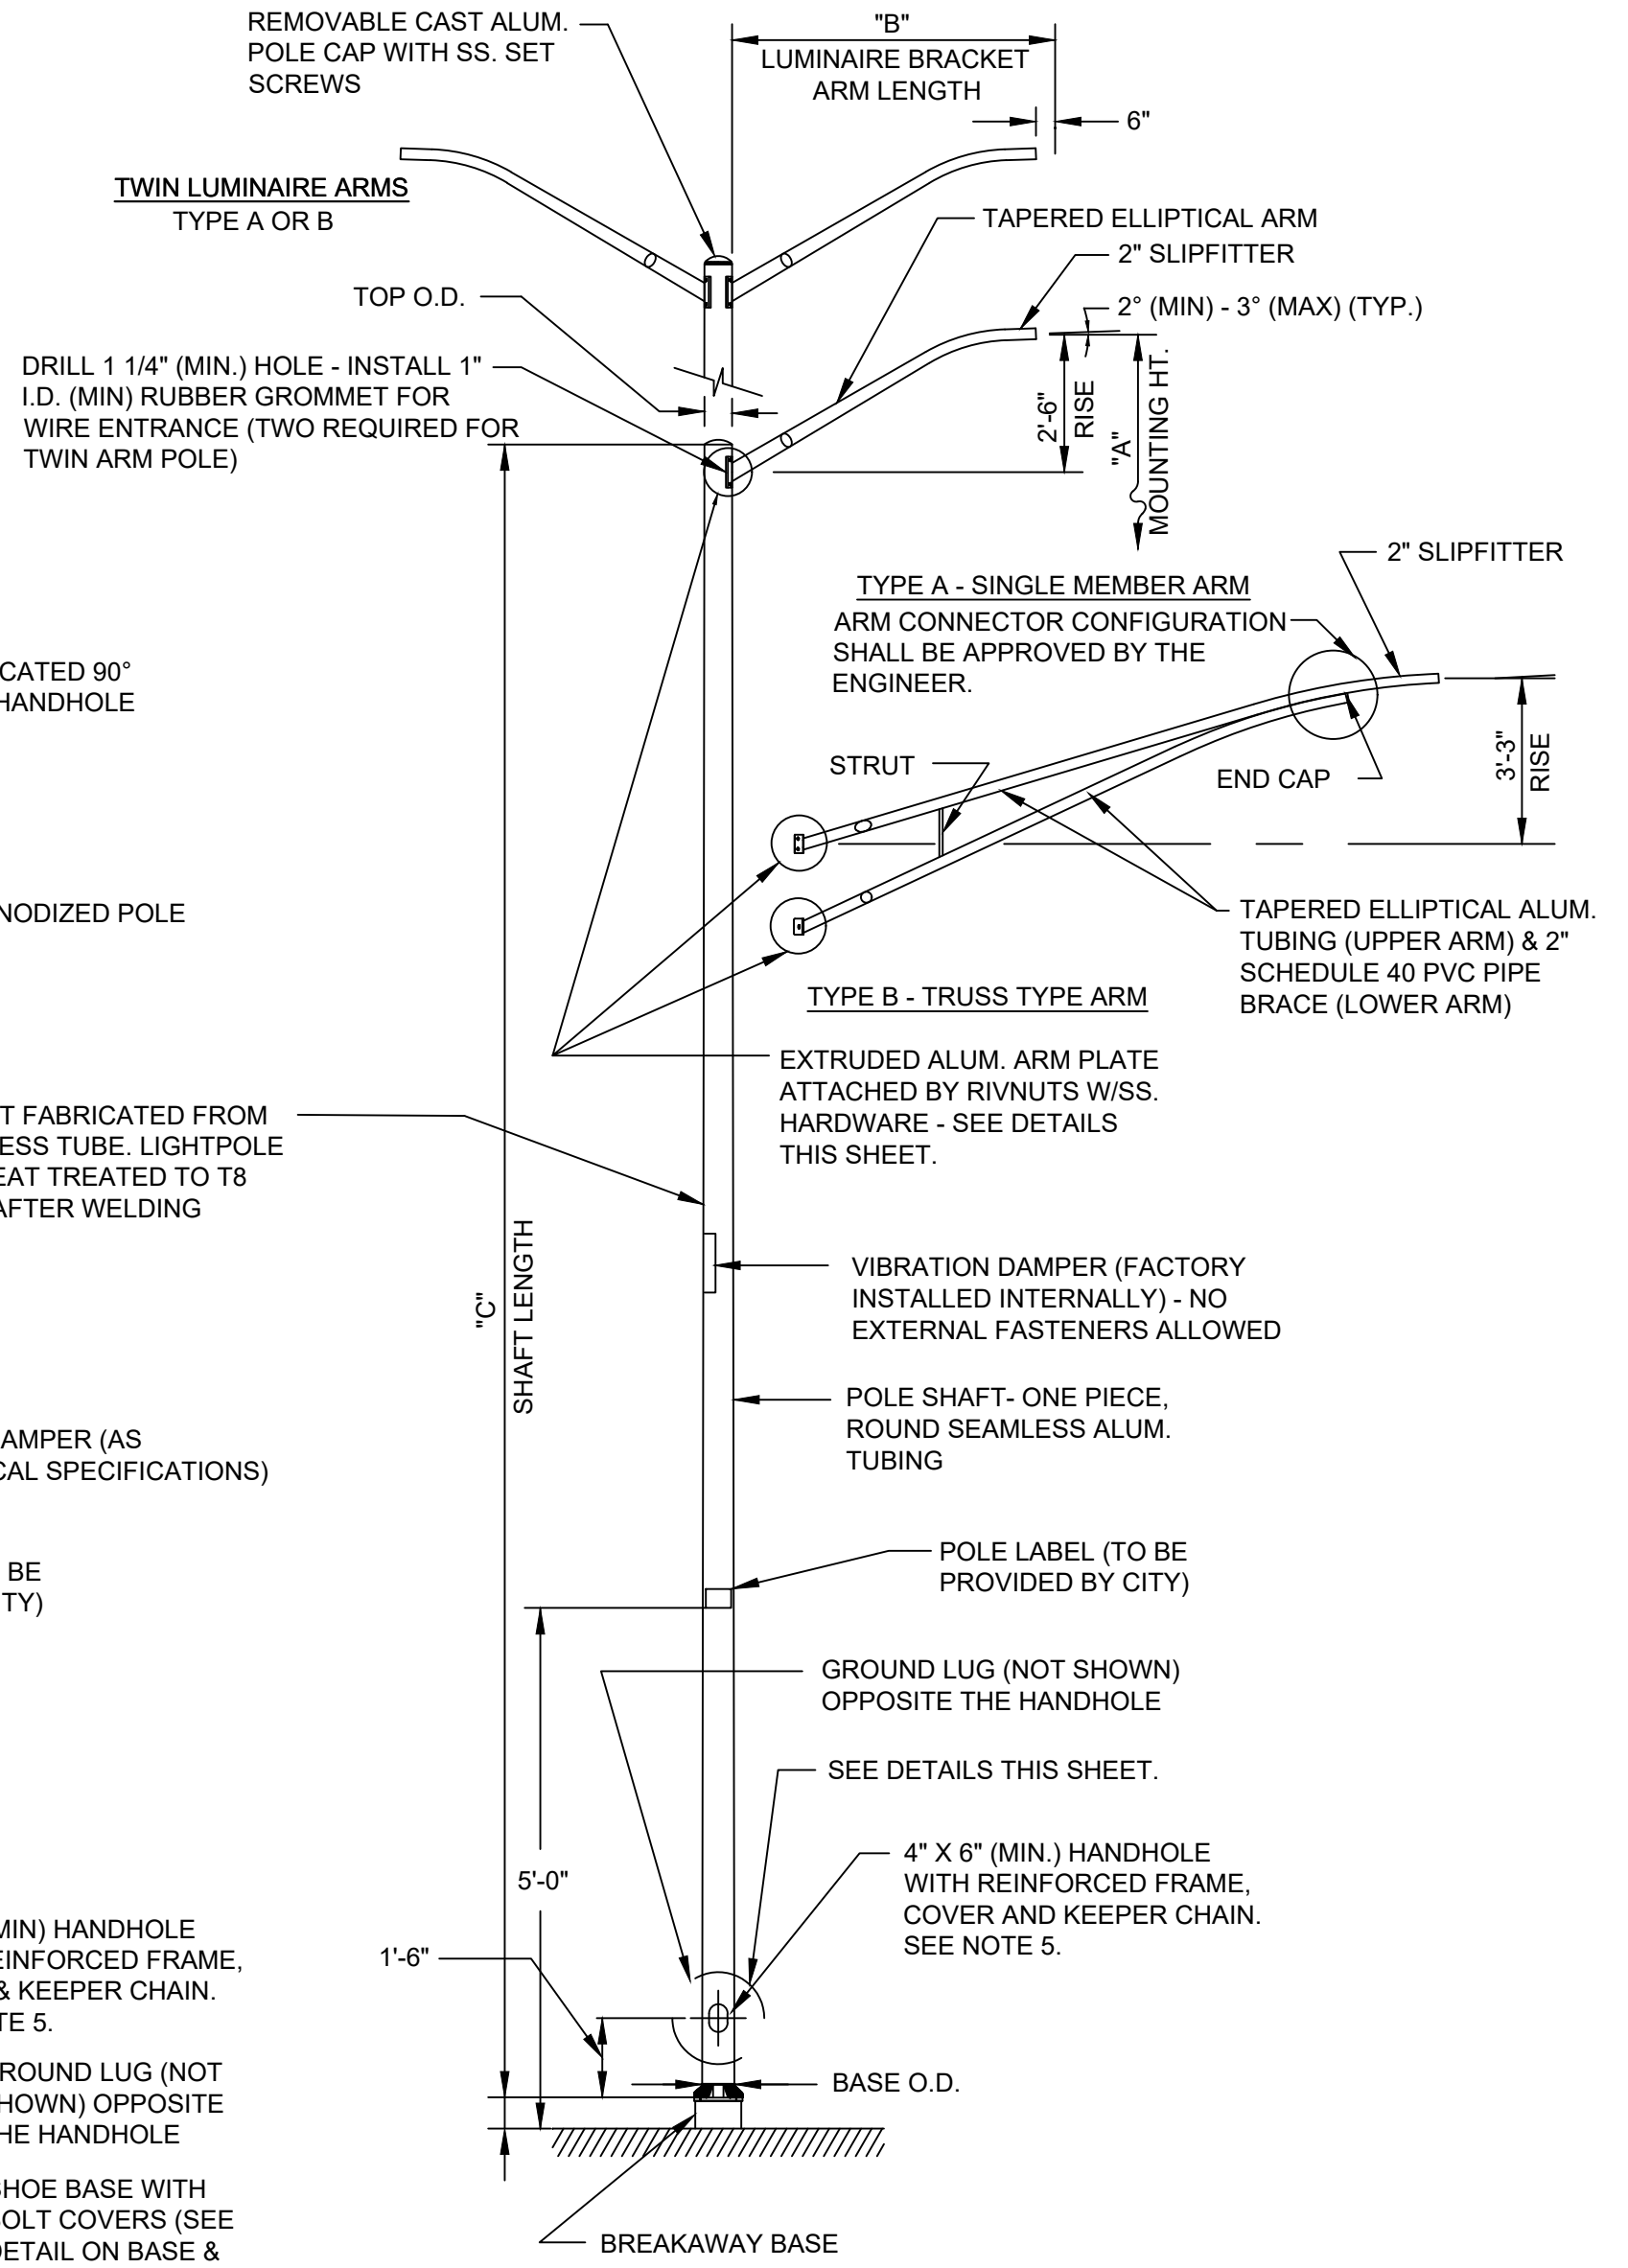 REMOVABLE CAST ALUM.
POLE CAP WITH SS. SET
SCREWS
"B"
LUMINAIRE BRACKET
ARM LENGTH
6"
TWIN LUMINAIRE ARMS
TYPE A OR B
TAPERED ELLIPTICAL ARM
2" SLIPFITTER
TOP O.D.
2° (MIN) - 3° (MAX) (TYP.)
DRILL 1 1/4" (MIN.) HOLE - INSTALL 1"
I.D. (MIN) RUBBER GROMMET FOR
WIRE ENTRANCE (TWO REQUIRED FOR
TWIN ARM POLE)
2'-6"
RISE
"A"
MOUNTING HT.
2" SLIPFITTER
TYPE A - SINGLE MEMBER ARM
ARM CONNECTOR CONFIGURATION
SHALL BE APPROVED BY THE
ENGINEER.
CATED 90°
HANDHOLE
STRUT
END CAP
3'-3"
RISE
NODIZED POLE
TAPERED ELLIPTICAL ALUM.
TUBING (UPPER ARM) & 2"
SCHEDULE 40 PVC PIPE
BRACE (LOWER ARM)
TYPE B - TRUSS TYPE ARM
EXTRUDED ALUM. ARM PLATE
ATTACHED BY RIVNUTS W/SS.
HARDWARE - SEE DETAILS
THIS SHEET.
T FABRICATED FROM
ESS TUBE. LIGHTPOLE
EAT TREATED TO T8
AFTER WELDING
"C"
SHAFT LENGTH
VIBRATION DAMPER (FACTORY
INSTALLED INTERNALLY) - NO
EXTERNAL FASTENERS ALLOWED
POLE SHAFT- ONE PIECE,
ROUND SEAMLESS ALUM.
TUBING
AMPER (AS
CAL SPECIFICATIONS)
POLE LABEL (TO BE
PROVIDED BY CITY)
BE
TY)
GROUND LUG (NOT SHOWN)
OPPOSITE THE HANDHOLE
SEE DETAILS THIS SHEET.
5'-0"
4" X 6" (MIN.) HANDHOLE
WITH REINFORCED FRAME,
COVER AND KEEPER CHAIN.
SEE NOTE 5.
1'-6"
MIN) HANDHOLE
EINFORCED FRAME,
& KEEPER CHAIN.
TE 5.
ROUND LUG (NOT
HOWN) OPPOSITE
HE HANDHOLE
BASE O.D.
SHOE BASE WITH
OLT COVERS (SEE
DETAIL ON BASE &
BREAKAWAY BASE